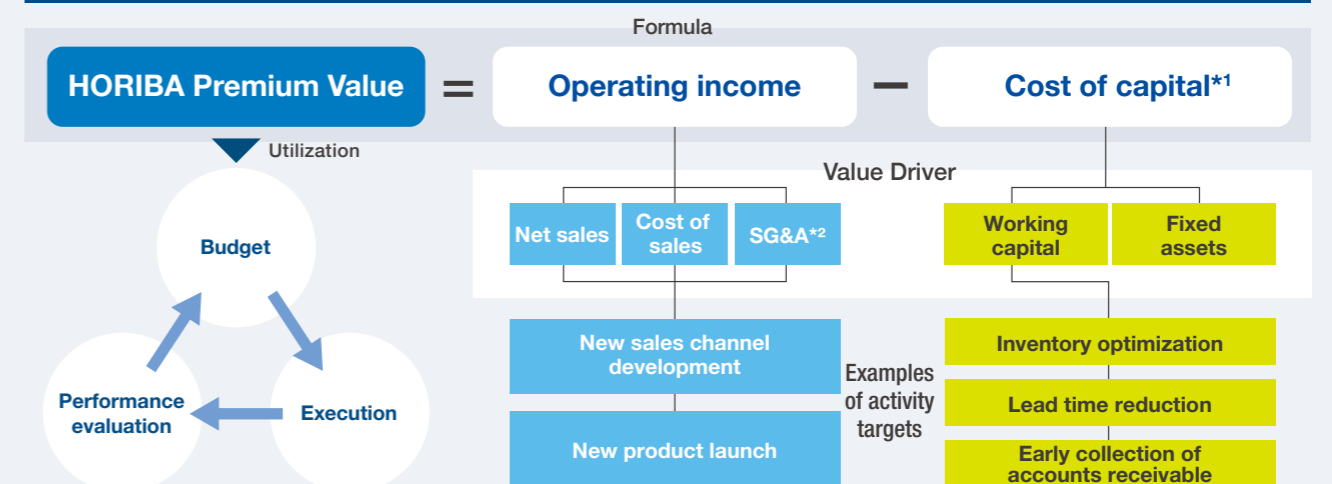 Formula
HORIBA Premium Value = Operating income − Cost of capital*1
Utilization
Value Driver
Net sales
Cost of
sales
SG&A*2
Working
capital
Fixed
assets
Budget
Performance
evaluation
Execution
New sales channel
development
New product launch
Examples
of activity
targets
Inventory optimization
Lead time reduction
Early collection of
accounts receivable